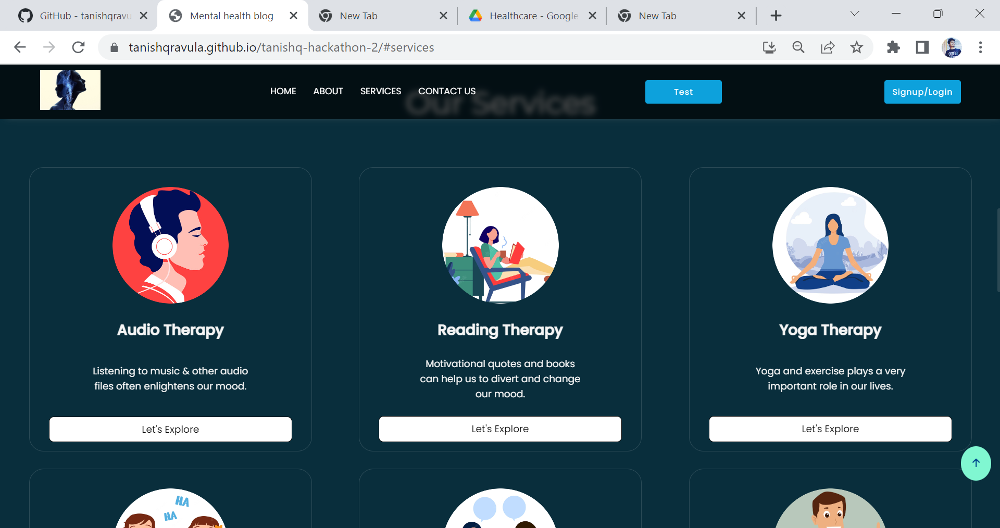 GitHub - tanishqravu
Mental health blog
New Tab
Healthcare - Google
New Tab
tanishqravula.github.io/tanishq-hackathon-2/#services
HOME ABOUT SERVICES CONTACT US
Test
Signup/Login
Our Services
Audio Therapy
Listening to music & other audio
files often enlightens our mood.
Let's Explore
Reading Therapy
Motivational quotes and books
can help us to divert and change
our mood.
Let's Explore
Yoga Therapy
Yoga and exercise plays a very
important role in our lives.
Let's Explore
HA
HA